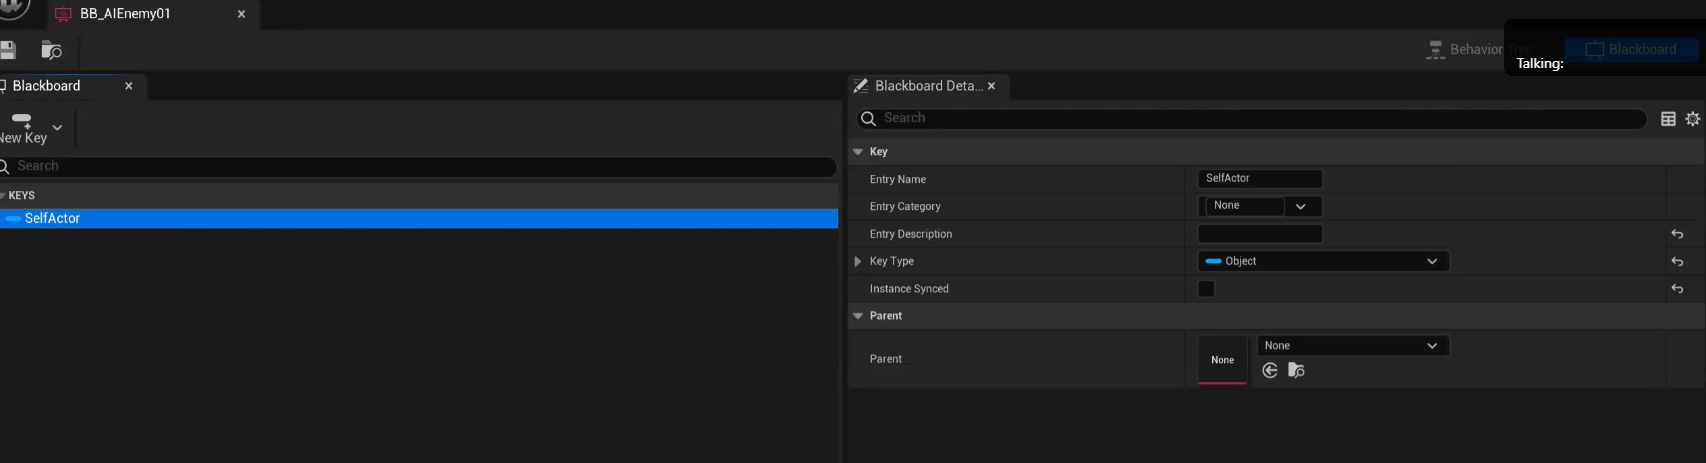 BB_AIEnemy01
Behavior Tree
Blackboard
Talking:
Blackboard
Blackboard Deta...
New Key
Search
Search
KEYS
SelfActor
Key
Entry Name
SelfActor
Entry Category
None
Entry Description
Key Type
Object
Instance Synced
Parent
Parent
None
None